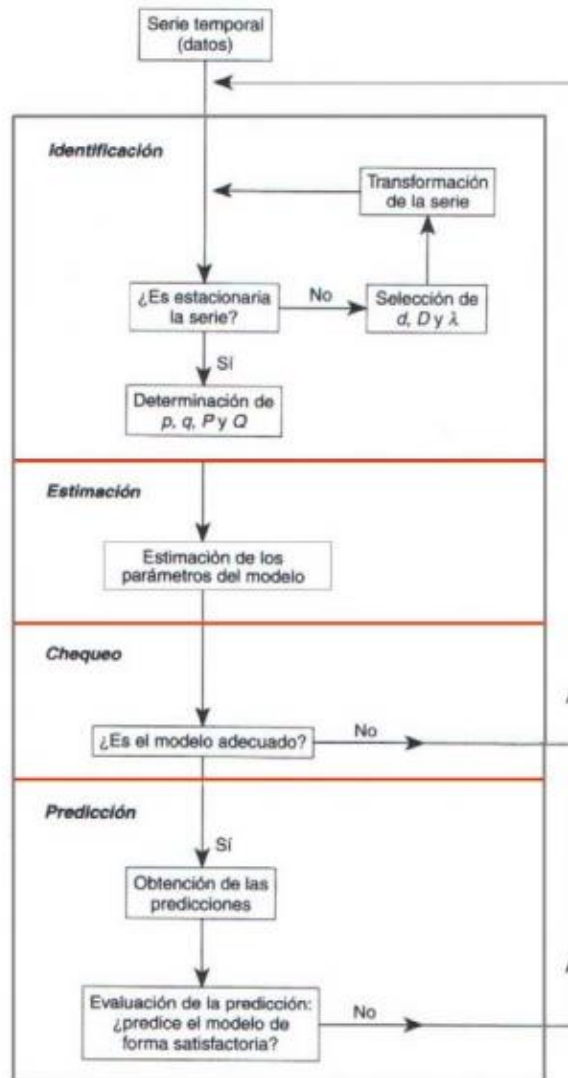 Serie temporal
(datos)
Identificación
Transformación
de la serie
¿Es estacionaria
la serie?
No
Selección de
d, D y λ
Sí
Determinación de
p, q, P y Q
Estimación
Estimación de los
parámetros del modelo
Chequeo
¿Es el modelo adecuado?
No
Predicción
Sí
Obtención de las
predicciones
Evaluación de la predicción:
¿predice el modelo de
forma satisfactoria?
No